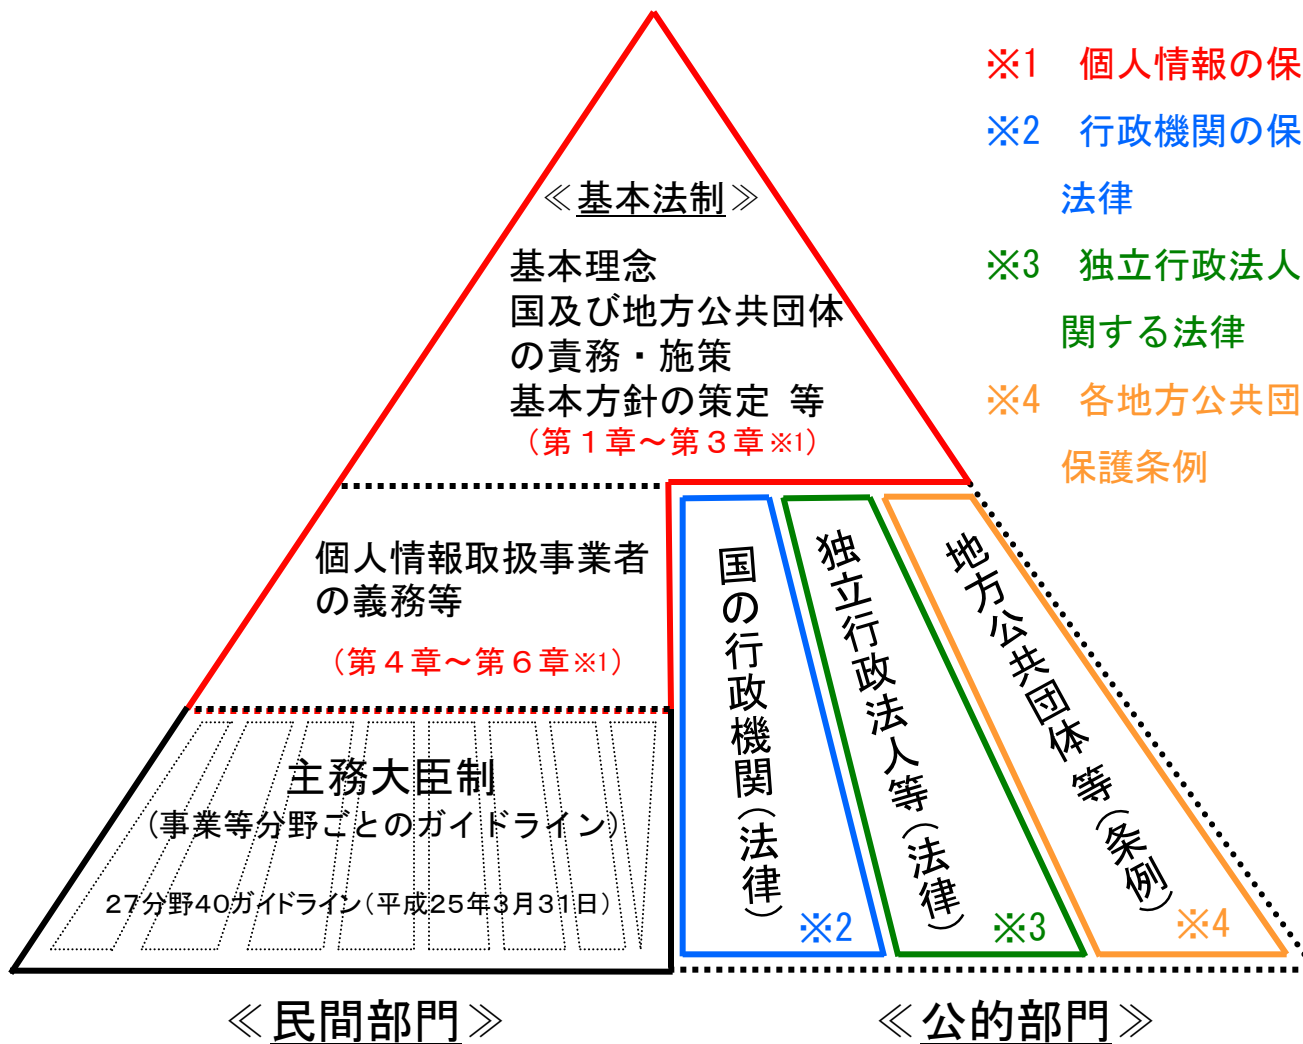 ※1 個人情報の保
※2 行政機関の保
法律
※3 独立行政法人
関する法律
※4 各地方公共団
保護条例
≪基本法制≫
基本理念
国及び地方公共団体
の責務・施策
基本方針の策定 等
（第１章～第３章※1）
個人情報取扱事業者
の義務等
（第４章～第６章※1）
主務大臣制
（事業等分野ごとのガイドライン）
27分野40ガイドライン（平成25年3月31日）
国の行政機関（法律）
※2
独立行政法人等（法律）
※3
地方公共団体等（条例）
※4
≪民間部門≫
≪公的部門≫